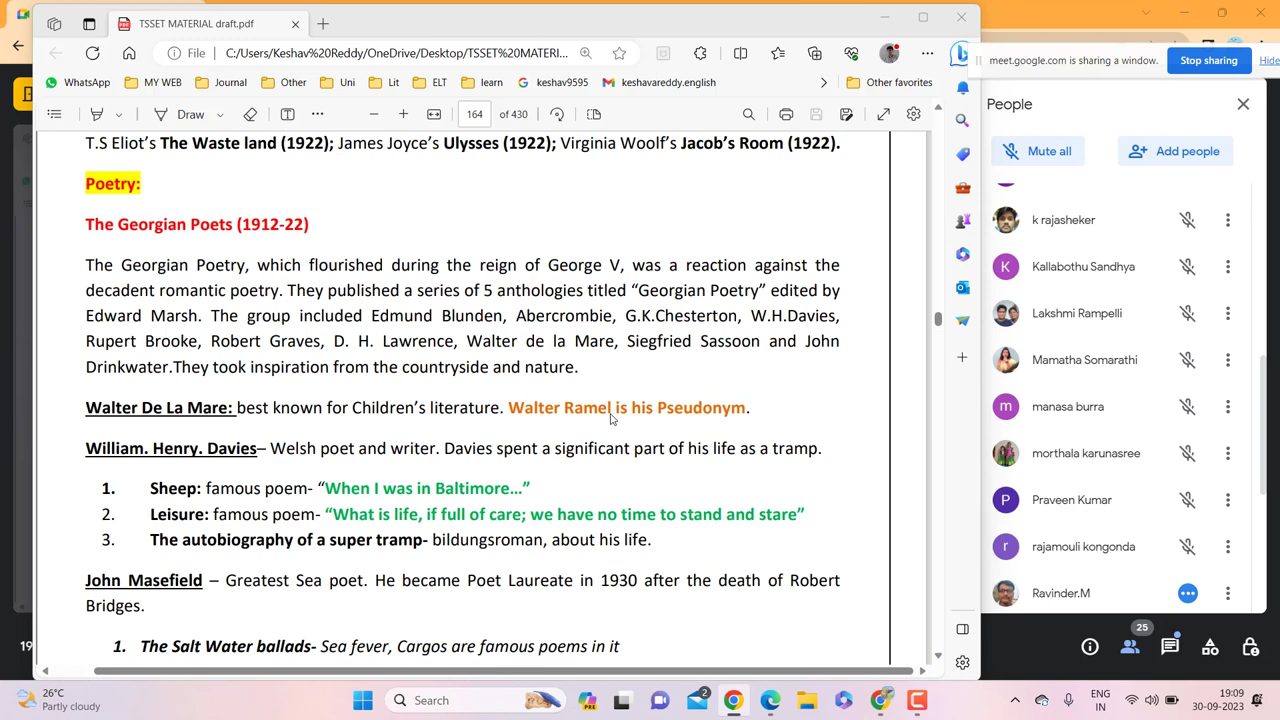 TSSET MATERIAL draft.pdf
File
C:/Users/Keshav%20Reddy/OneDrive/Desktop/TSSET%20MATERI...
meet.google.com is sharing a window.
Stop sharing
Hide
WhatsApp
MY WEB
Journal
Other
Uni
Lit
ELT
learn
keshav9595
keshavareddy.english
Other favorites
Draw
164
of 430
People
Mute all
Add people
T.S Eliot’s The Waste land (1922); James Joyce’s Ulysses (1922); Virginia Woolf’s Jacob’s Room (1922).
Poetry:
The Georgian Poets (1912-22)
The Georgian Poetry, which flourished during the reign of George V, was a reaction against the
decadent romantic poetry. They published a series of 5 anthologies titled “Georgian Poetry” edited by
Edward Marsh. The group included Edmund Blunden, Abercrombie, G.K.Chesterton, W.H.Davies,
Rupert Brooke, Robert Graves, D. H. Lawrence, Walter de la Mare, Siegfried Sassoon and John
Drinkwater.They took inspiration from the countryside and nature.
Walter De La Mare: best known for Children’s literature. Walter Ramel is his Pseudonym.
William. Henry. Davies– Welsh poet and writer. Davies spent a significant part of his life as a tramp.
1. Sheep: famous poem- “When I was in Baltimore…”
2. Leisure: famous poem- “What is life, if full of care; we have no time to stand and stare”
3. The autobiography of a super tramp- bildungsroman, about his life.
John Masefield – Greatest Sea poet. He became Poet Laureate in 1930 after the death of Robert
Bridges.
1. The Salt Water ballads- Sea fever, Cargos are famous poems in it
k rajasheker
K
Kallabothu Sandhya
Lakshmi Rampelli
Mamatha Somarathi
m
manasa burra
morthala karunasree
P
Praveen Kumar
r
rajamouli kongonda
Ravinder.M
25
19
26°C
Partly cloudy
Search
2
ENG
IN
19:09
30-09-2023